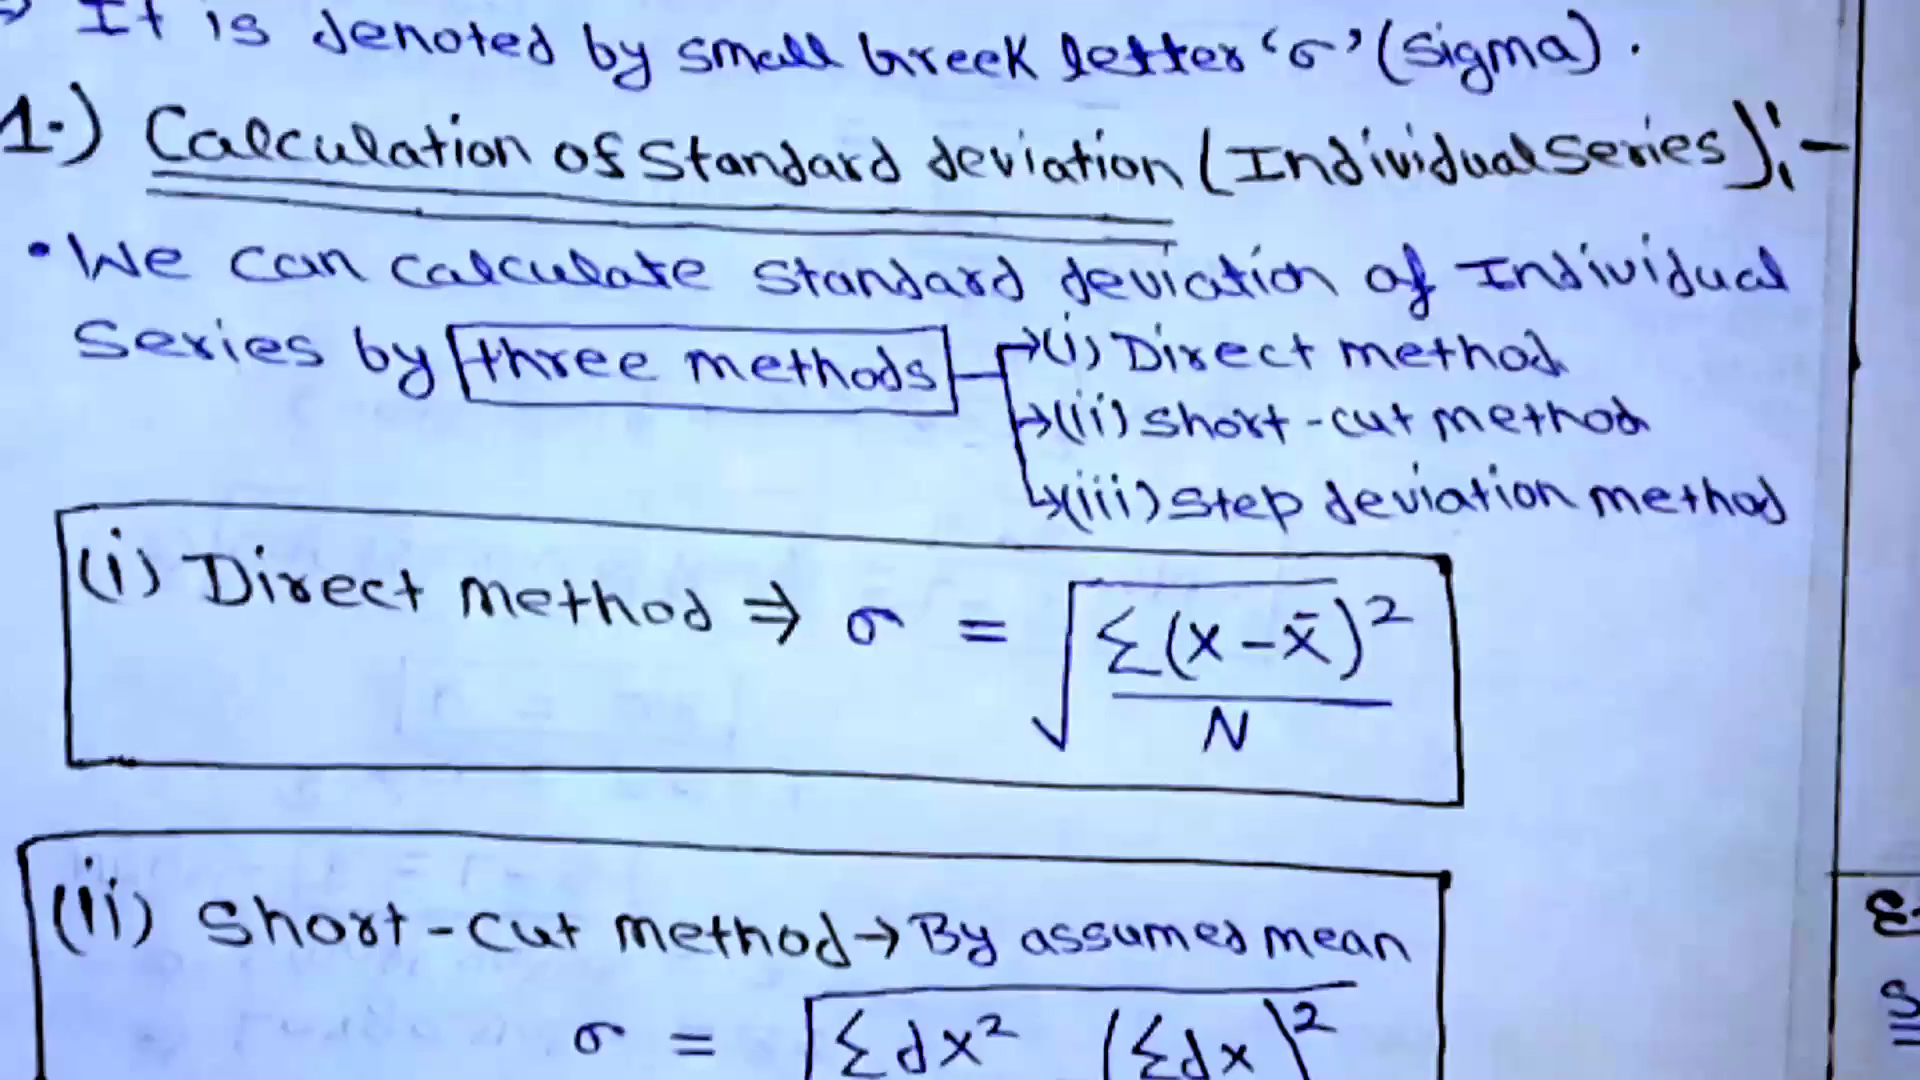 It is denoted by small Greek letter ‘σ’ (sigma).
1.) Calculation of Standard deviation (Individual Series):-
• We can calculate standard deviation of Individual
Series by three methods → (i) Direct method
→ (ii) short-cut method
→ (iii) step deviation method
(i) Direct method ⇒ σ = √Σ(x-x̄)²
N
(ii) Short-cut method → By assumed mean
σ = √Σdx² (Σdx)²